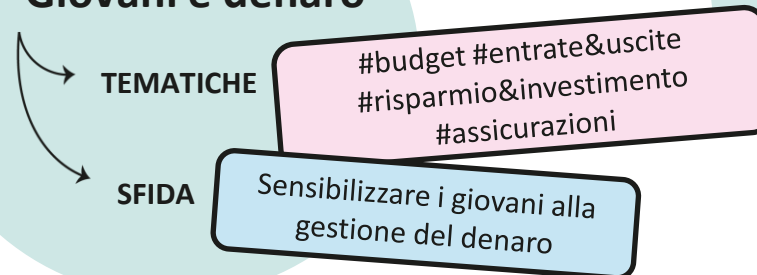 Giovani e denaro
TEMATICHE
#budget #entrate&uscite
#risparmio&investimento
#assicurazioni
SFIDA
Sensibilizzare i giovani alla
gestione del denaro